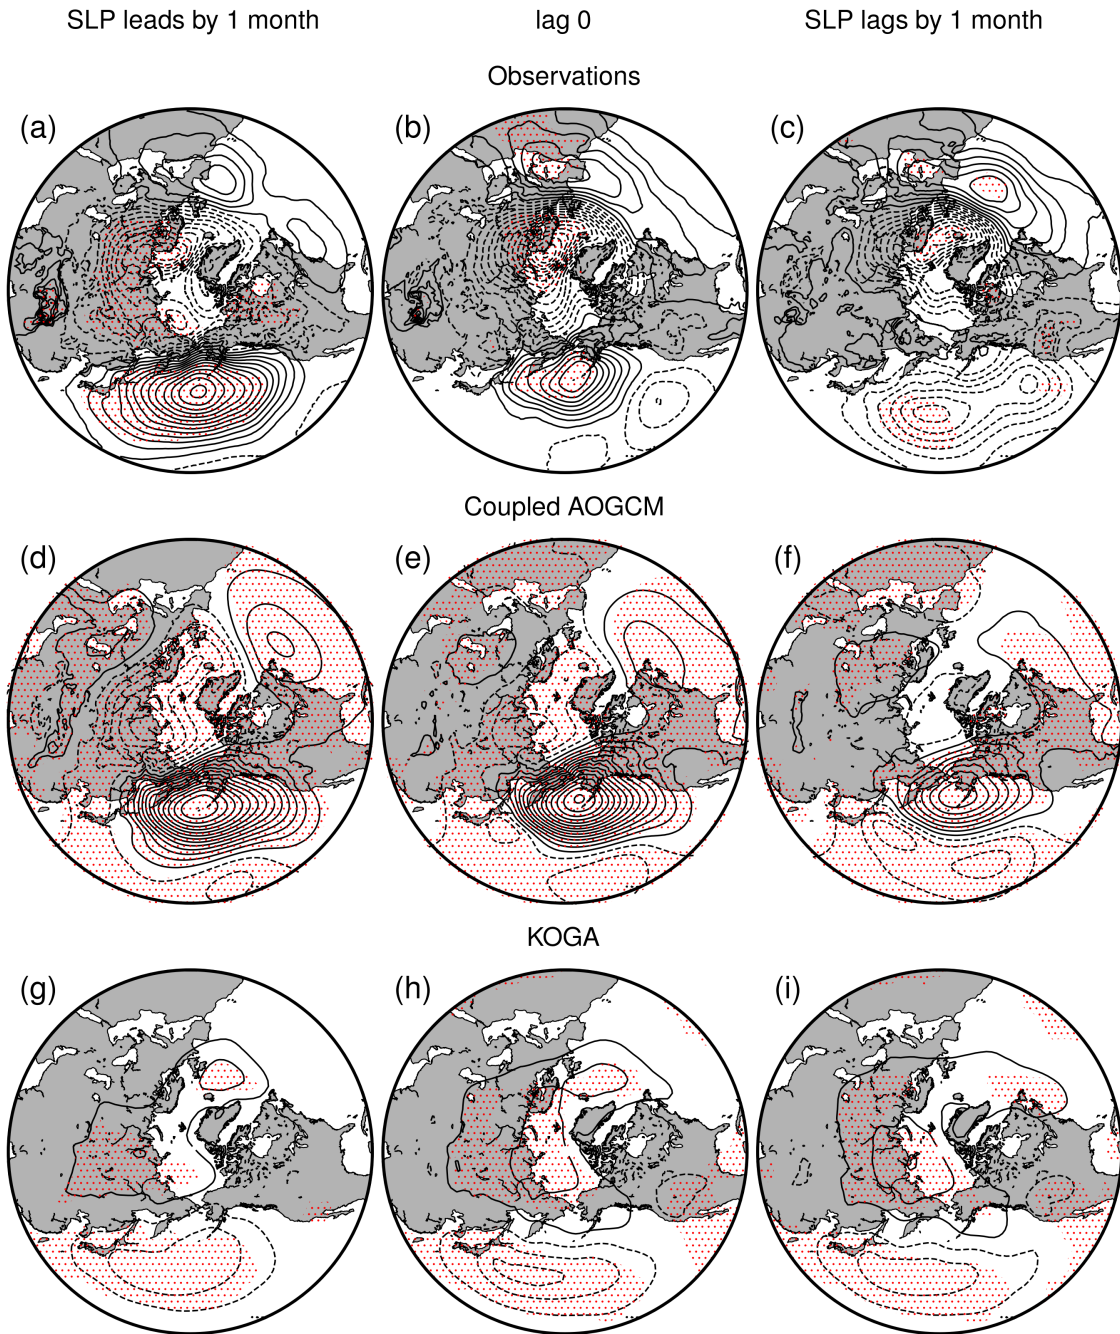 SLP leads by 1 month lag 0 SLP lags by 1 month
Observations
(a) (b) (c)
Coupled AOGCM
(d) (e) (f)
KOGA
(g) (h) (i)